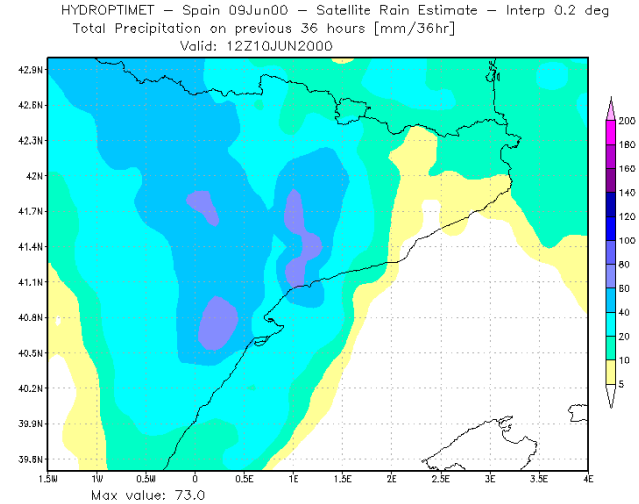 HYDROPTIMET – Spain 09Jun00 – Satellite Rain Estimate – Interp 0.2 deg
Total Precipitation on previous 36 hours [mm/36hr]
Valid: 12Z10JUN2000
42.9N
42.6N
42.3N
42N
41.7N
41.4N
41.1N
40.8N
40.5N
40.2N
39.9N
39.6N
1.5W 1W 0.5W 0 0.5E 1E 1.5E 2E 2.5E 3E 3.5E 4E
200
180
160
140
120
100
80
60
40
20
10
5
Max value: 73.0